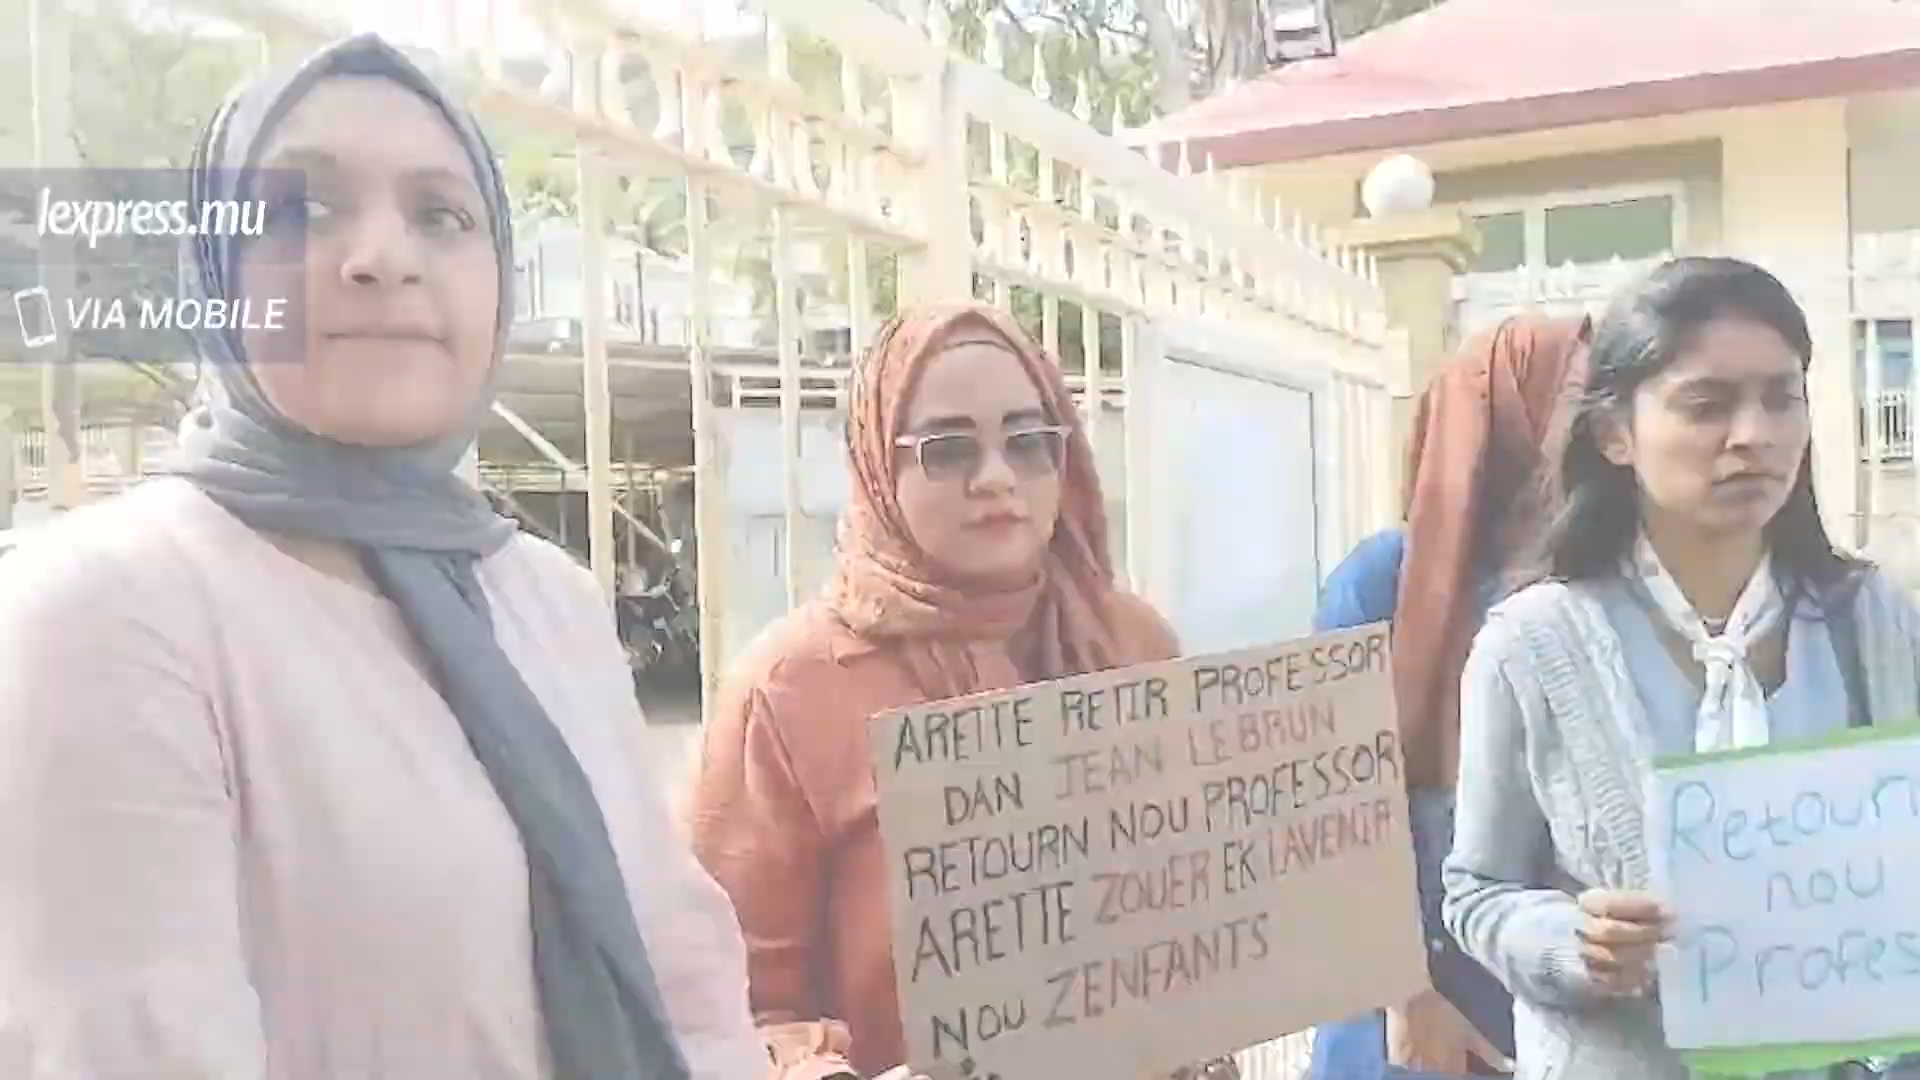 lexpress.mu
VIA MOBILE
ARETTE RETIR PROFESSOR
DAN JEAN LEBRUN
RETOURN NOU PROFESSOR
ARETTE ZOUER EK LAVENIR
NOU ZENFANTS
Retourn
nou
Profes